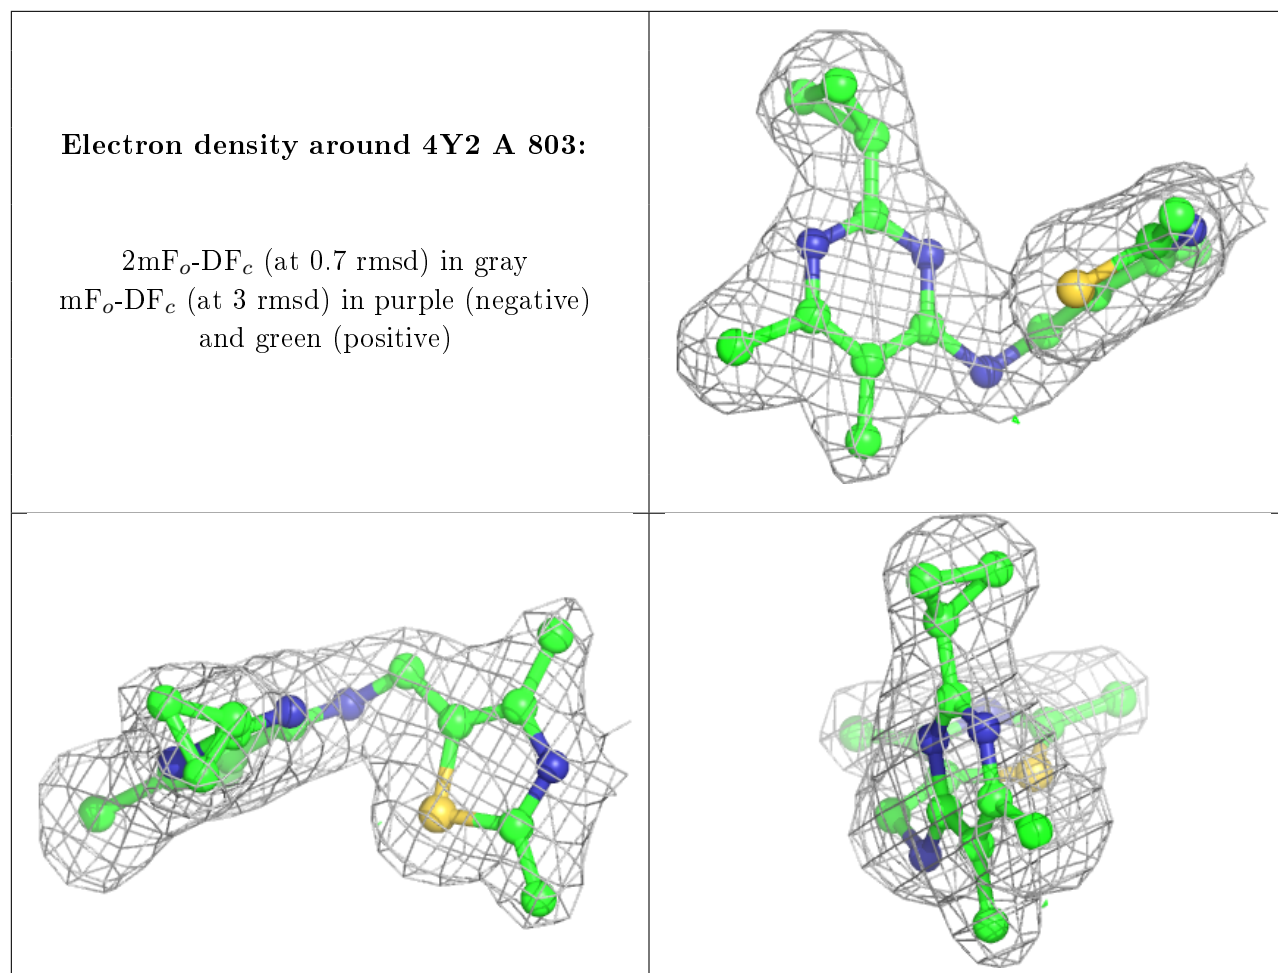 Electron density around 4Y2 A 803:
2mFo-DFc (at 0.7 rmsd) in gray
mFo-DFc (at 3 rmsd) in purple (negative)
and green (positive)